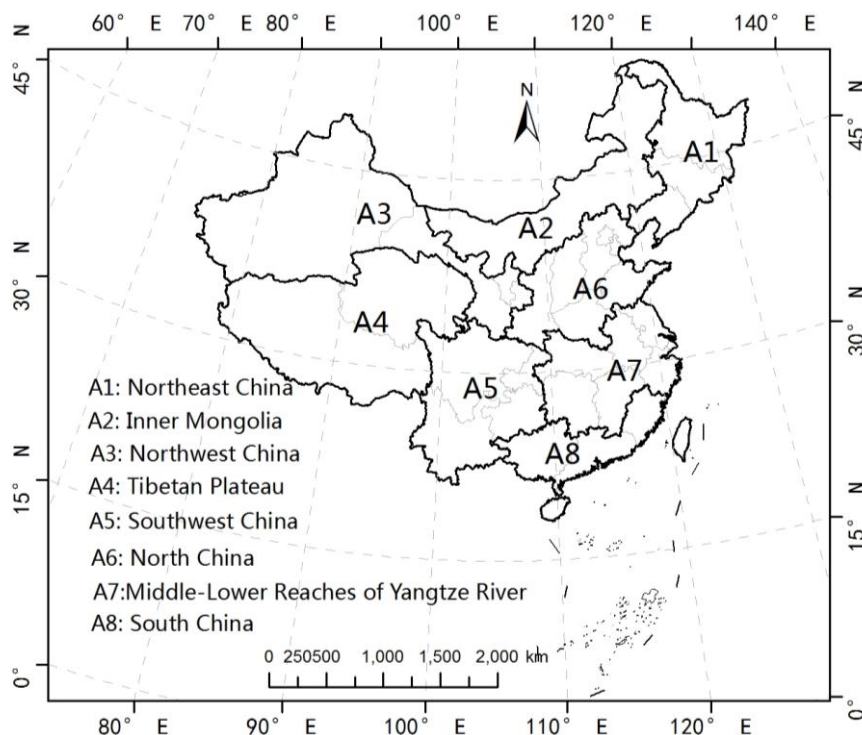 60° E 70° E 80° E 100° E 120° E 140° E
45° N
45° N
N
A1
A3
A2
30° N
A6
A4
30° N
A7
A5
A1: Northeast China
A2: Inner Mongolia
A8
A3: Northwest China
15° N
A4: Tibetan Plateau
15° N
A5: Southwest China
A6: North China
A7:Middle-Lower Reaches of Yangtze River
A8: South China
0 250500 1,000 1,500 2,000 km
0°
0°
80° E 90° E 100° E 110° E 120° E